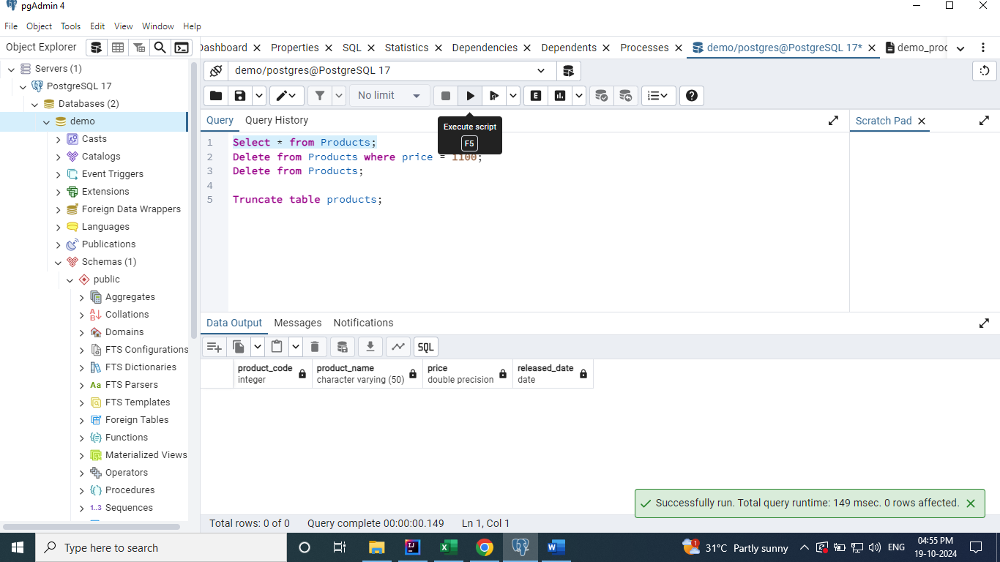 pgAdmin 4
File Object Tools Edit View Window Help
Object Explorer
Dashboard Properties SQL Statistics Dependencies Dependents Processes demo/postgres@PostgreSQL 17* demo_prod
Servers (1)
PostgreSQL 17
Databases (2)
demo
Casts
Catalogs
Event Triggers
Extensions
Foreign Data Wrappers
Languages
Publications
Schemas (1)
public
Aggregates
Collations
Domains
FTS Configurations
FTS Dictionaries
Aa FTS Parsers
FTS Templates
Foreign Tables
Functions
Materialized Views
Operators
Procedures
1..3 Sequences
demo/postgres@PostgreSQL 17
No limit
E
Query Query History
Execute script
F5
Scratch Pad
1 Select * from Products;
2 Delete from Products where price = 1100;
3 Delete from Products;
4
5 Truncate table products;
Data Output Messages Notifications
SQL
product_code product_name price released_date
integer character varying (50) double precision date
Successfully run. Total query runtime: 149 msec. 0 rows affected.
Total rows: 0 of 0 Query complete 00:00:00.149 Ln 1, Col 1
Type here to search
1 31°C Partly sunny ENG 04:55 PM
19-10-2024